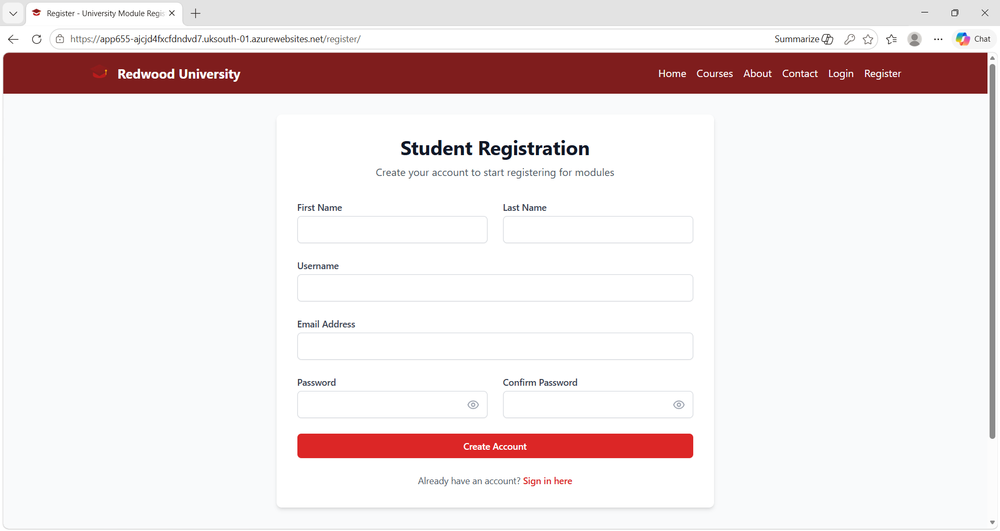 Register - University Module Regis
https://app655-ajcjd4fxcfdndvd7.uksouth-01.azurewebsites.net/register/
Summarize
Chat
Redwood University
Home Courses About Contact Login Register
Student Registration
Create your account to start registering for modules
First Name Last Name
Username
Email Address
Password Confirm Password
Create Account
Already have an account? Sign in here